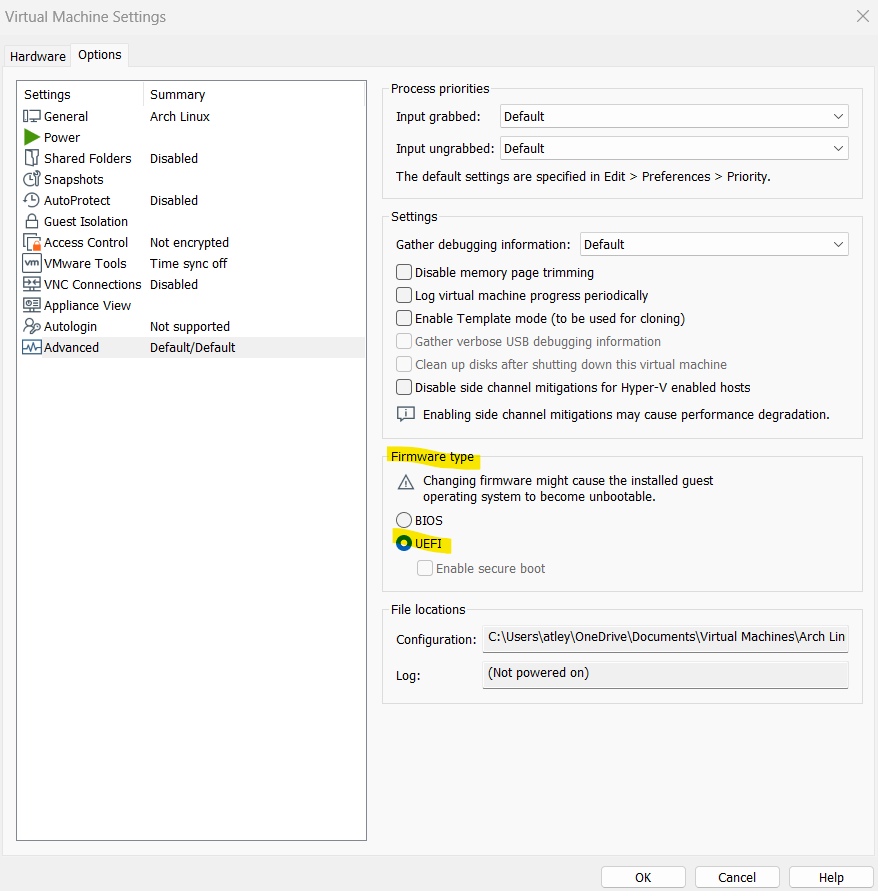 Virtual Machine Settings
Hardware
Options
Settings Summary
General Arch Linux
Power
Shared Folders Disabled
Snapshots
AutoProtect Disabled
Guest Isolation
Access Control Not encrypted
vm VMware Tools Time sync off
VNC Connections Disabled
Appliance View
Autologin Not supported
Advanced Default/Default
Process priorities
Input grabbed: Default
Input ungrabbed: Default
The default settings are specified in Edit > Preferences > Priority.
Settings
Gather debugging information: Default
Disable memory page trimming
Log virtual machine progress periodically
Enable Template mode (to be used for cloning)
Gather verbose USB debugging information
Clean up disks after shutting down this virtual machine
Disable side channel mitigations for Hyper-V enabled hosts
Enabling side channel mitigations may cause performance degradation.
Firmware type
Changing firmware might cause the installed guest
operating system to become unbootable.
BIOS
UEFI
Enable secure boot
File locations
Configuration: C:\Users\atley\OneDrive\Documents\Virtual Machines\Arch Lin
Log: (Not powered on)
OK Cancel Help